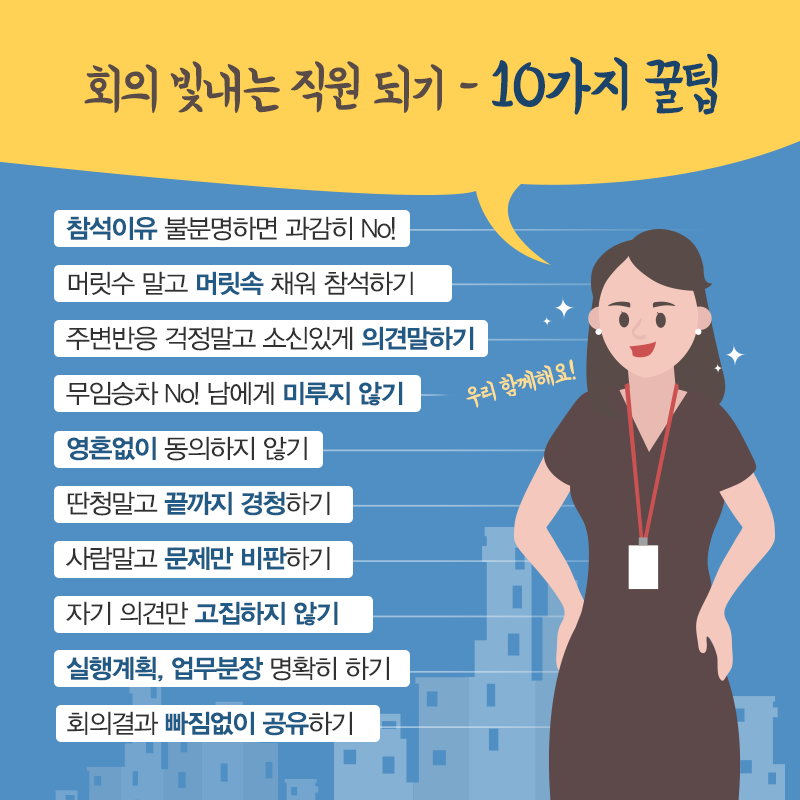 회의 빛내는 직원 되기 - 10가지 꿀팁
참석이유 불분명하면 과감히 No!
머릿수 말고 머릿속 채워 참석하기
주변반응 걱정말고 소신있게 의견말하기
무임승차 No! 남에게 미루지 않기
우리 함께해요!
영혼없이 동의하지 않기
딴청말고 끝까지 경청하기
사람말고 문제만 비판하기
자기 의견만 고집하지 않기
실행계획, 업무분장 명확히 하기
회의결과 빠짐없이 공유하기